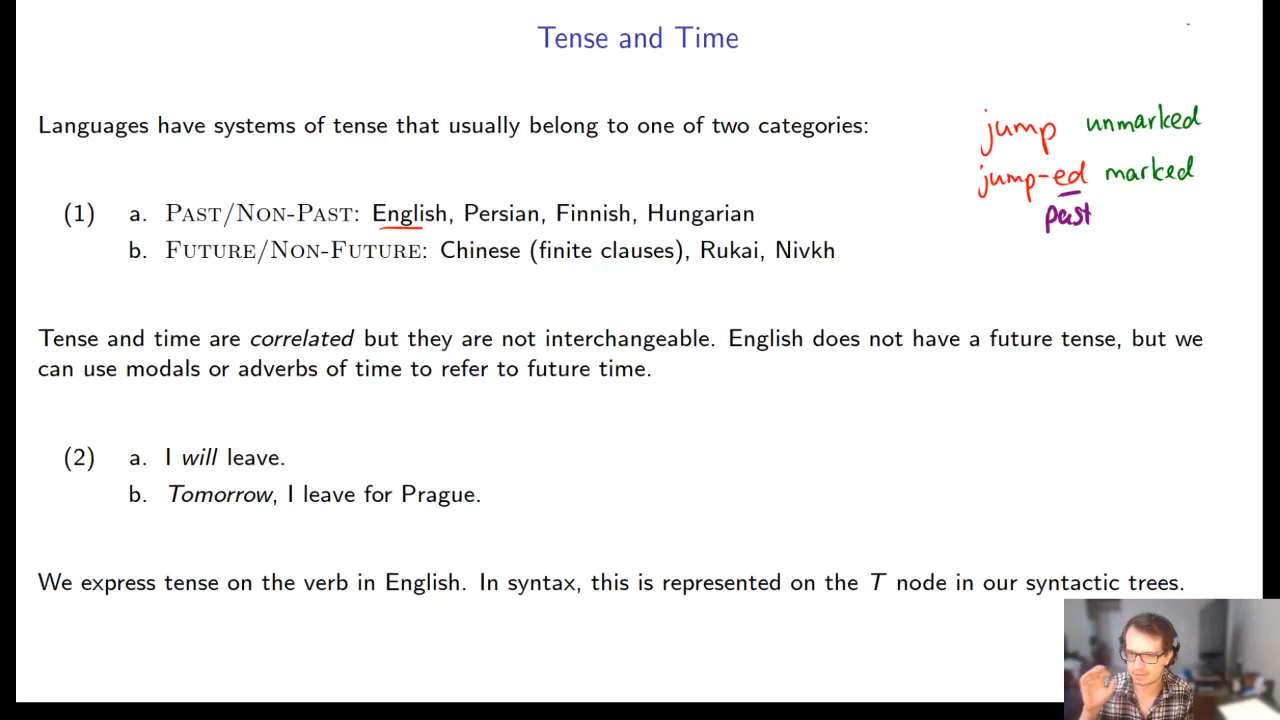 Tense and Time
Languages have systems of tense that usually belong to one of two categories:
jump unmarked
jump-ed marked
past
(1) a. Past/Non-Past: English, Persian, Finnish, Hungarian
b. Future/Non-Future: Chinese (finite clauses), Rukai, Nivkh
Tense and time are correlated but they are not interchangeable. English does not have a future tense, but we
can use modals or adverbs of time to refer to future time.
(2) a. I will leave.
b. Tomorrow, I leave for Prague.
We express tense on the verb in English. In syntax, this is represented on the T node in our syntactic trees.